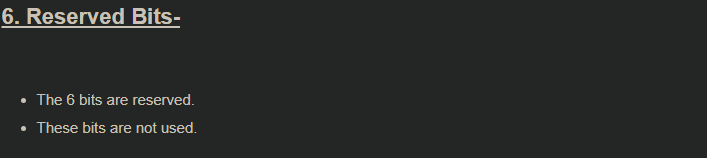 6. Reserved Bits-
The 6 bits are reserved.
These bits are not used.